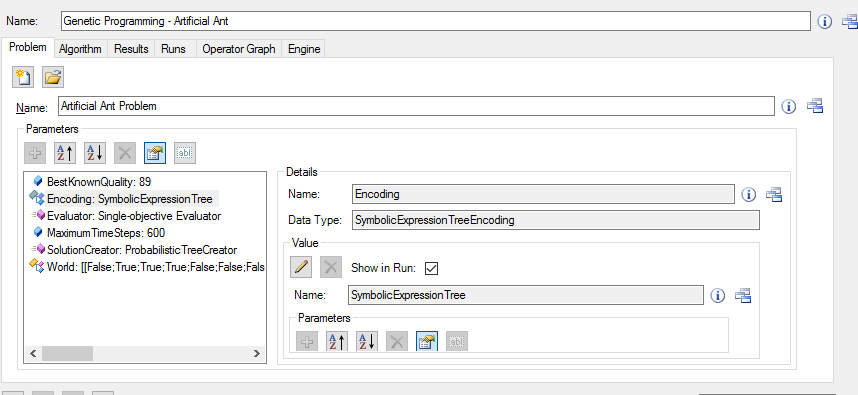 Name: Genetic Programming - Artificial Ant
Problem Algorithm Results Runs Operator Graph Engine
Name: Artificial Ant Problem
Parameters
BestKnownQuality: 89
Encoding: SymbolicExpressionTree
Evaluator: Single-objective Evaluator
MaximumTimeSteps: 600
SolutionCreator: ProbabilisticTreeCreator
World: [[False;True;True;True;False;False;Fals
Details
Name: Encoding
Data Type: SymbolicExpressionTreeEncoding
Value
Show in Run:
Name: SymbolicExpressionTree
Parameters